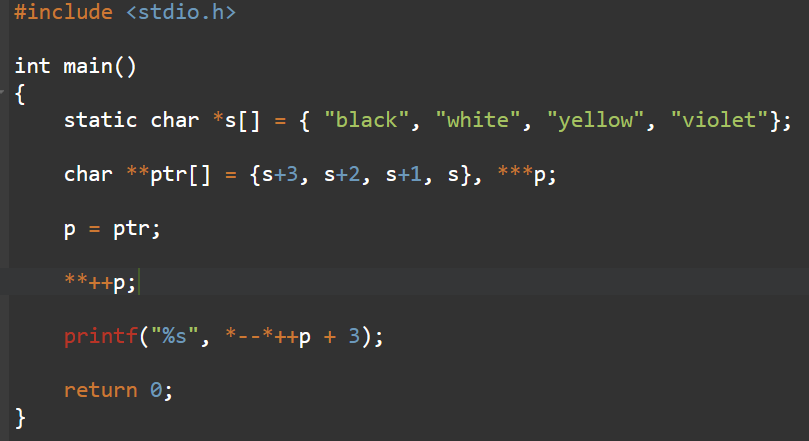 #include <stdio.h>
int main()
{
    static char *s[] = { "black", "white", "yellow", "violet"};
    char **ptr[] = {s+3, s+2, s+1, s}, ***p;
    p = ptr;
    **++p;
    printf("%s", *--*++p + 3);
    return 0;
}